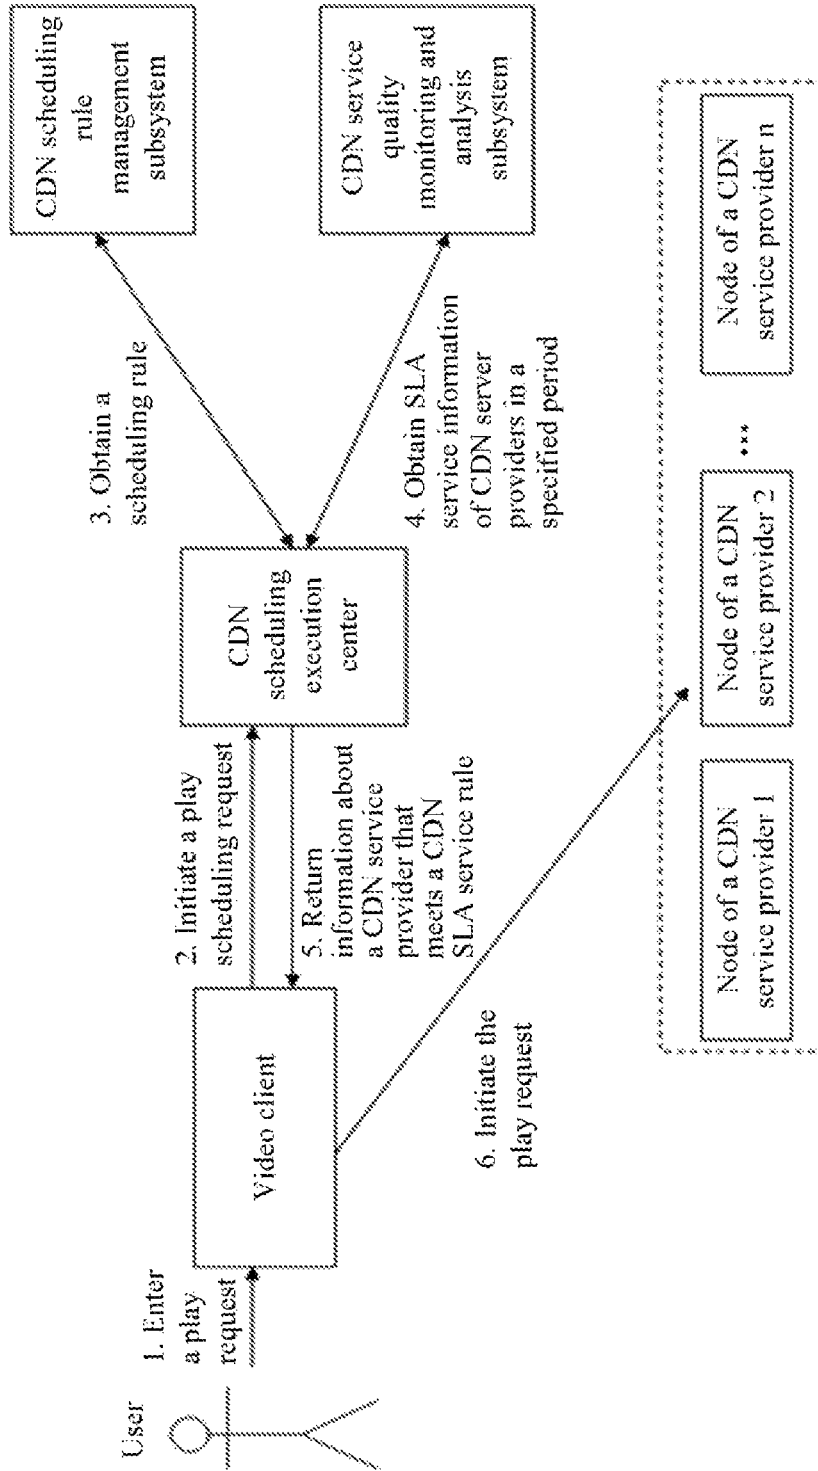 User
1. Enter
a play
request
Video client
2. Initiate a play
scheduling request
5. Return
information about
a CDN service
provider that
meets a CDN
SLA service rule
CDN
scheduling
execution
center
3. Obtain a
scheduling rule
4. Obtain SLA
service information
of CDN server
providers in a
specified period
CDN scheduling
rule
management
subsystem
CDN service
quality
monitoring and
analysis
subsystem
6. Initiate the
play request
Node of a CDN
service provider 1
Node of a CDN
service provider 2
...
Node of a CDN
service provider n